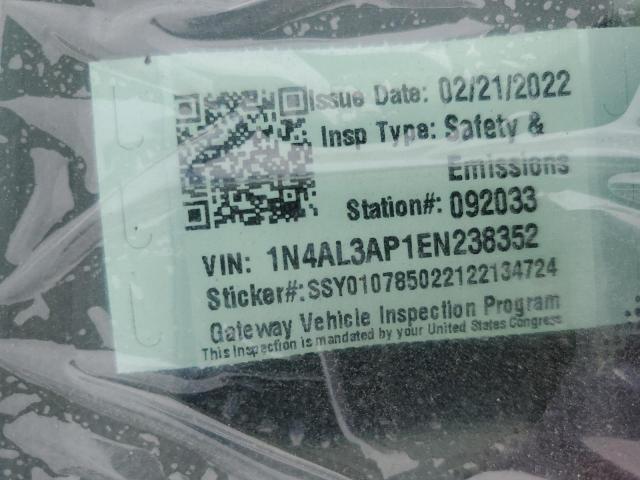 Issue Date: 02/21/2022
Insp Type: Safety &
Emissions
Station#: 092033
VIN: 1N4AL3AP1EN238352
Sticker#: SSY010785022122134724
Gateway Vehicle Inspection Program
This Inspection is mandated by your United States Congress